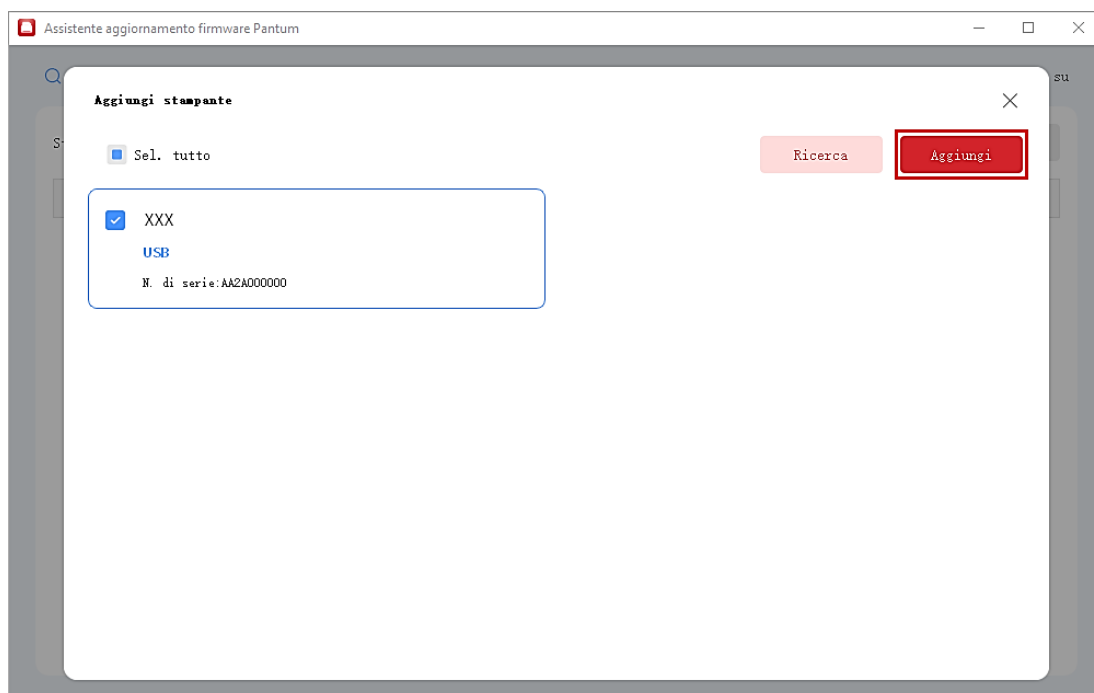 Assistente aggiornamento firmware Pantum
su
Aggiungi stampante
Sel. tutto
Ricerca
Aggiungi
XXX
USB
N. di serie:AA2A000000